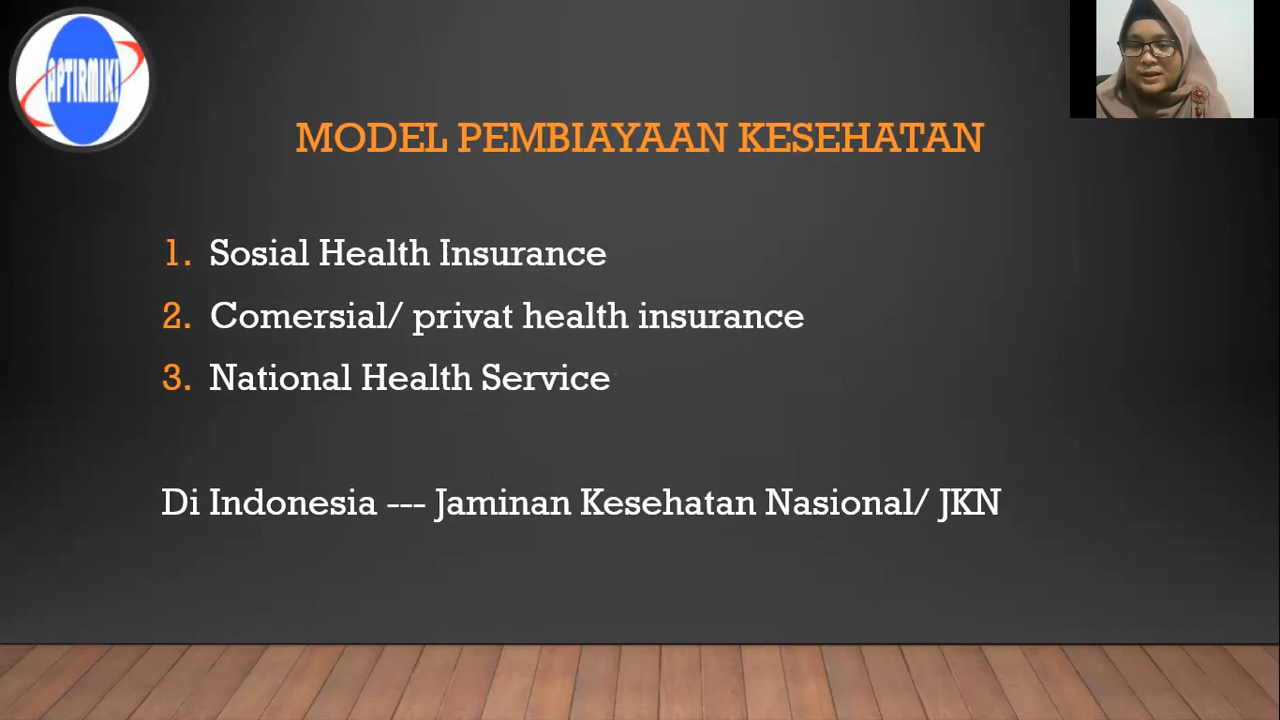 APTIRMIKI
MODEL PEMBIAYAAN KESEHATAN
1. Sosial Health Insurance
2. Comersial/ privat health insurance
3. National Health Service
Di Indonesia --- Jaminan Kesehatan Nasional/ JKN